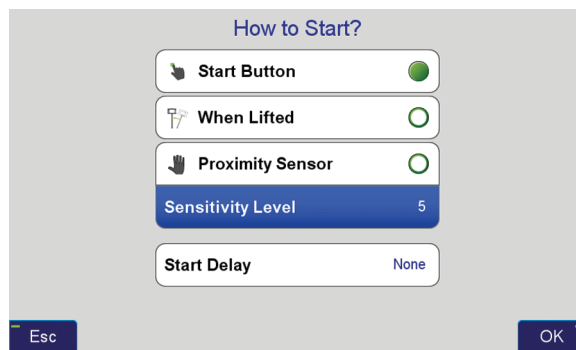 How to Start?
Start Button
When Lifted
Proximity Sensor
Sensitivity Level 5
Start Delay None
Esc OK